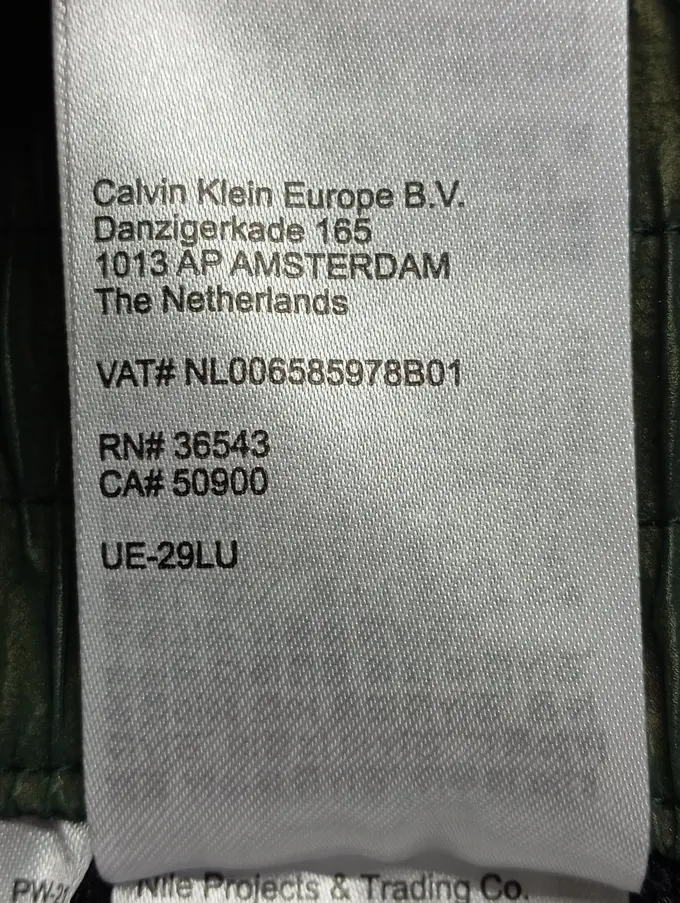 Calvin Klein Europe B.V.
Danzigerkade 165
1013 AP AMSTERDAM
The Netherlands
VAT# NL006585978B01
RN# 36543
CA# 50900
UE-29LU
Nile Projects & Trading Co.